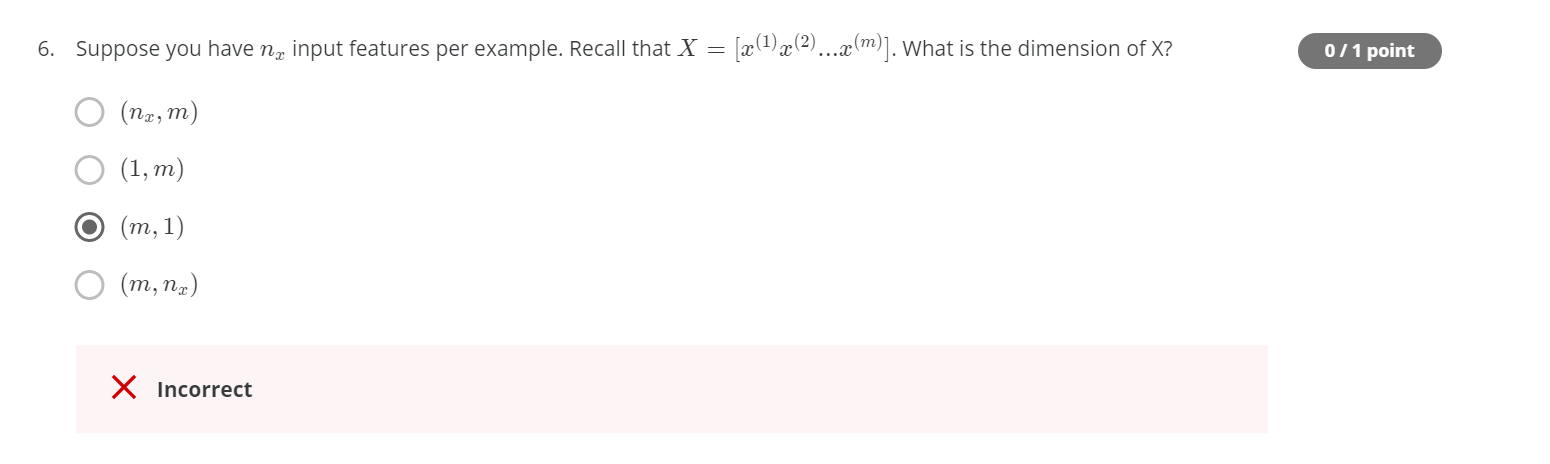 6. Suppose you have $n_x$ input features per example. Recall that $X = [x^{(1)} x^{(2)} ... x^{(m)}]$. What is the dimension of X? 0 / 1 point
$(n_x, m)$
$(1, m)$
$(m, 1)$
$(m, n_x)$
Incorrect